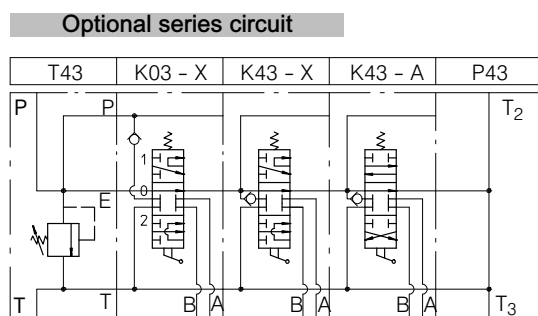 Optional series circuit
T43 K03 - X K43 - X K43 - A P43
P P T2
1
E 0
2
T T B A B A B A T3